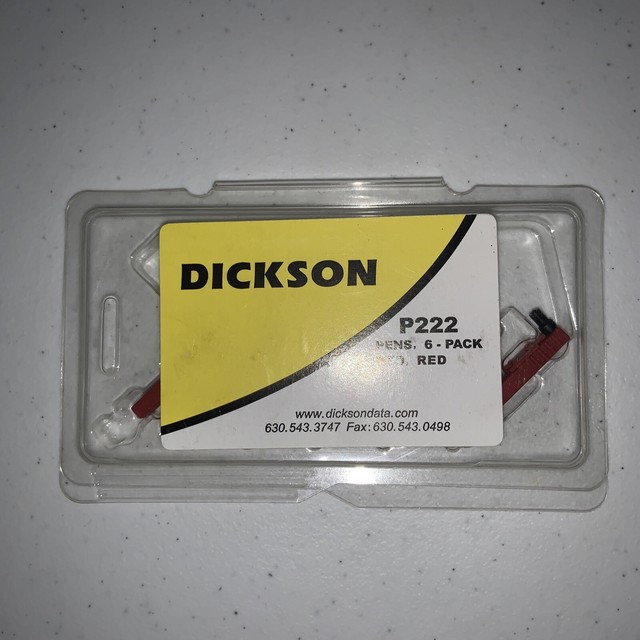 DICKSON
P222
PENS, 6 - PACK
RED
www.dicksondata.com
630.543.3747 Fax:630.543.0498